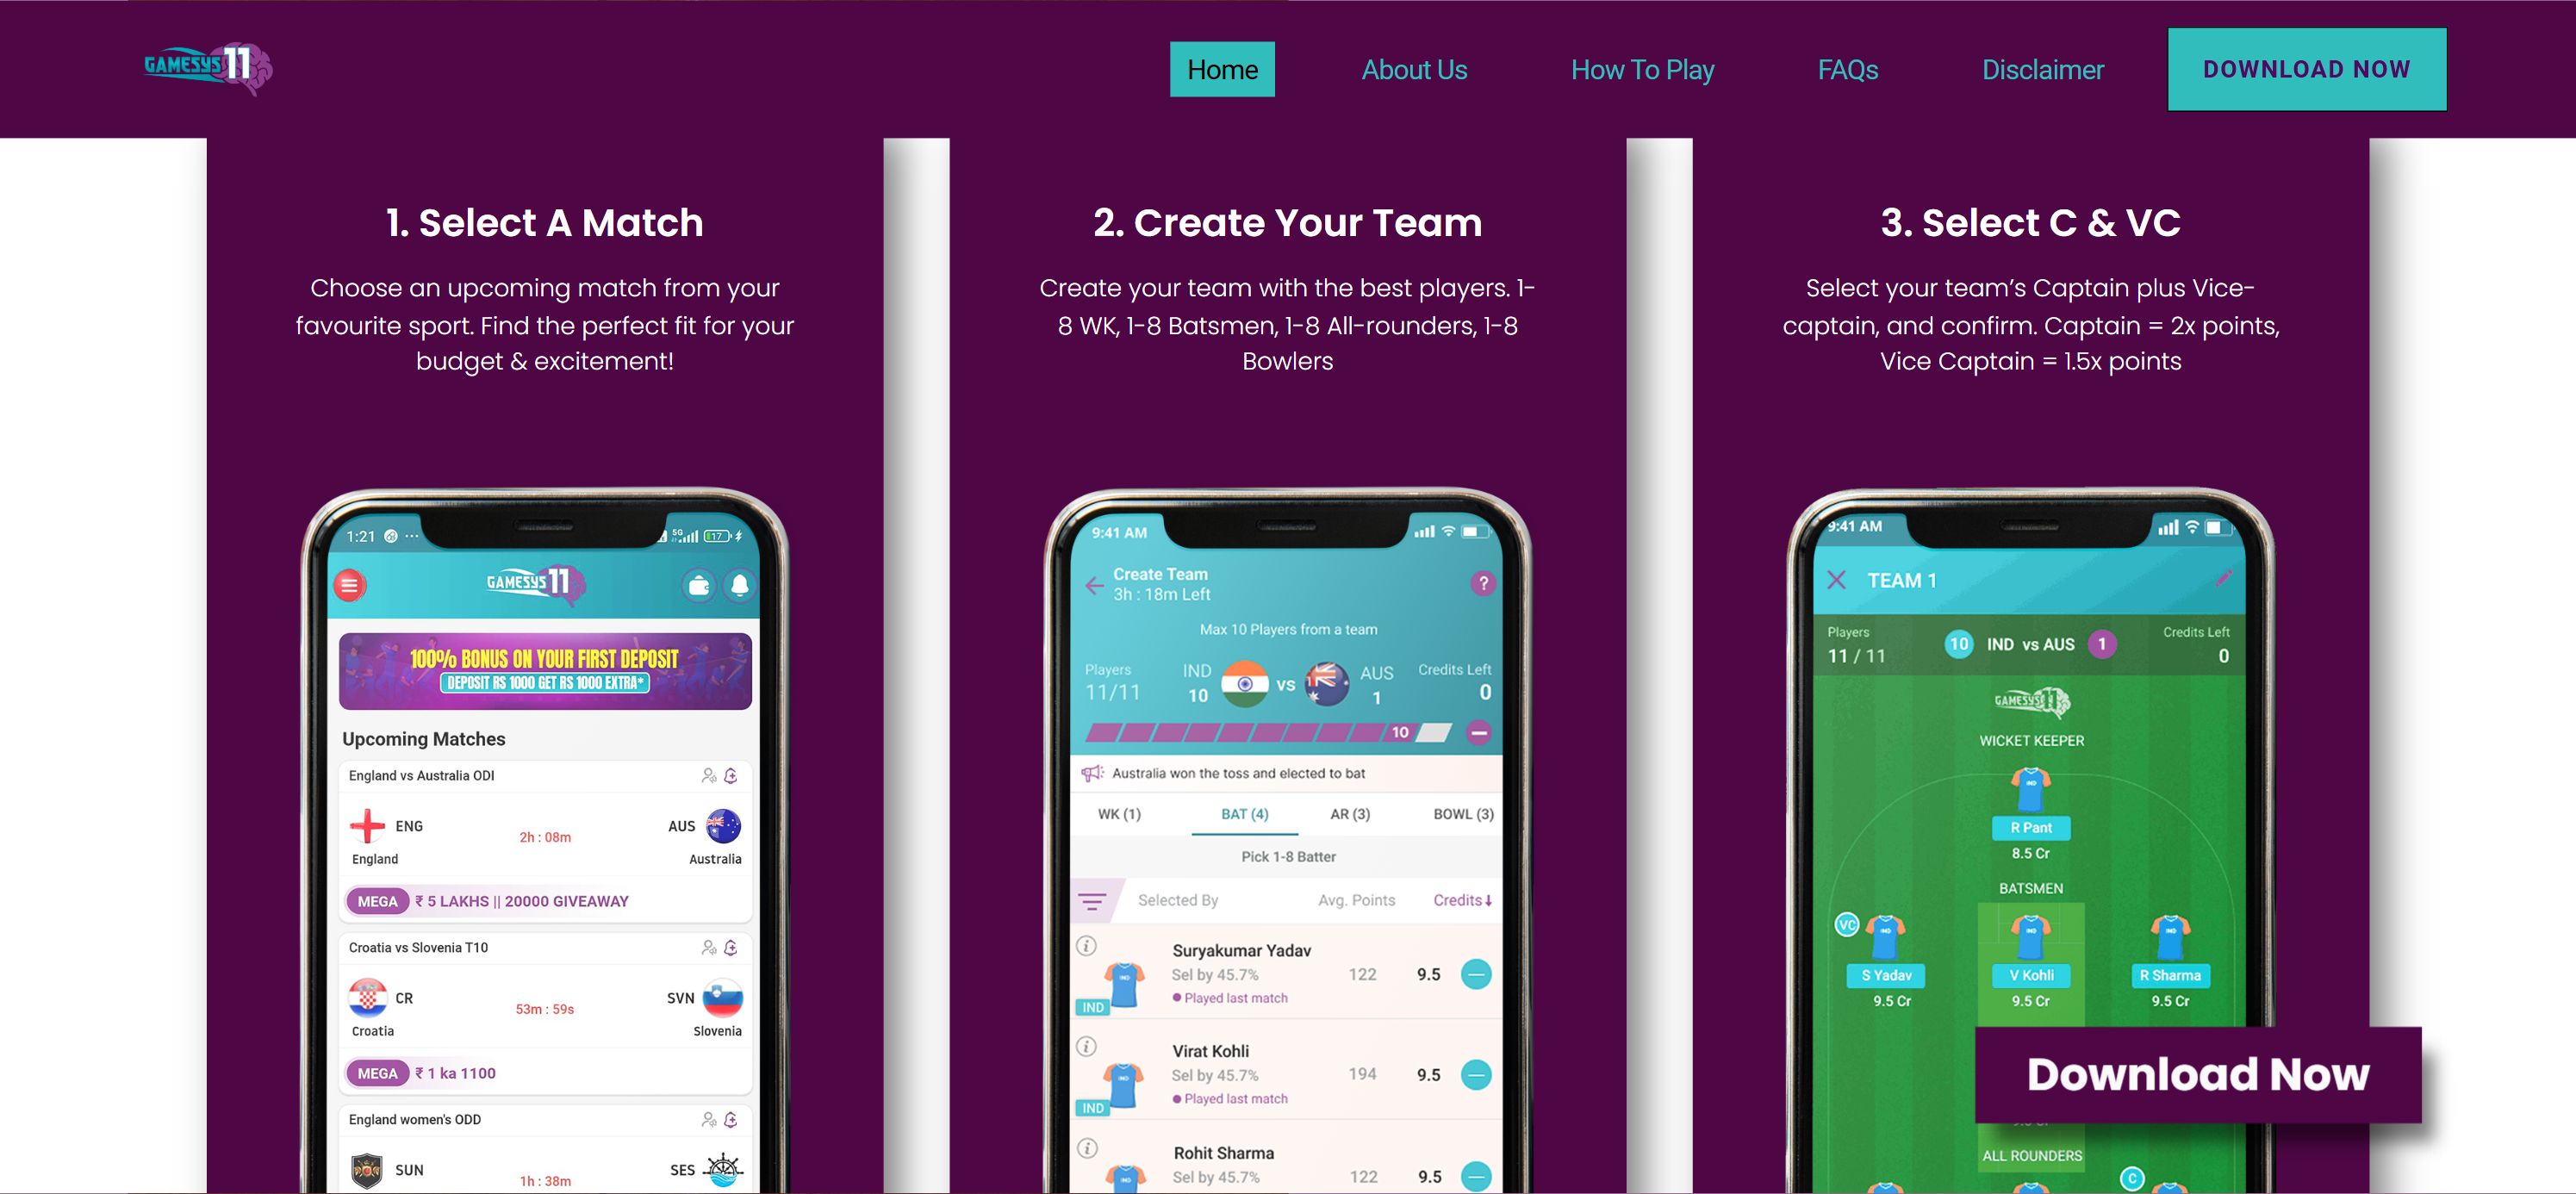 GAMESYS 11
Home
About Us
How To Play
FAQs
Disclaimer
DOWNLOAD NOW
1. Select A Match
Choose an upcoming match from your
favourite sport. Find the perfect fit for your
budget & excitement!
1:21
5G
17
GAMESYS 11
100% BONUS ON YOUR FIRST DEPOSIT
DEPOSIT RS 1000 GET RS 1000 EXTRA*
Upcoming Matches
England vs Australia ODI
ENG
2h : 08m
AUS
England
Australia
MEGA ₹ 5 LAKHS || 20000 GIVEAWAY
Croatia vs Slovenia T10
CR
53m : 59s
SVN
Croatia
Slovenia
MEGA ₹ 1 ka 1100
England women's ODD
SUN
1h : 38m
SES
2. Create Your Team
Create your team with the best players. 1-
8 WK, 1-8 Batsmen, 1-8 All-rounders, 1-8
Bowlers
9:41 AM
Create Team
3h : 18m Left
?
Max 10 Players from a team
Players
11/11
IND
10
vs
AUS
1
Credits Left
0
10
Australia won the toss and elected to bat
WK (1)
BAT (4)
AR (3)
BOWL (3)
Pick 1-8 Batter
Selected By
Avg. Points
Credits
Suryakumar Yadav
Sel by 45.7%
122
9.5
Played last match
IND
Virat Kohli
Sel by 45.7%
194
9.5
Played last match
IND
Rohit Sharma
Sel by 45.7%
122
9.5
3. Select C & VC
Select your team’s Captain plus Vice-
captain, and confirm. Captain = 2x points,
Vice Captain = 1.5x points
9:41 AM
TEAM 1
Players
11 / 11
10 IND vs AUS 1
Credits Left
0
GAMESYS 11
WICKET KEEPER
IND
R Pant
8.5 Cr
BATSMEN
VC
IND
S Yadav
9.5 Cr
IND
V Kohli
9.5 Cr
IND
R Sharma
9.5 Cr
Download Now
ALL ROUNDERS
C